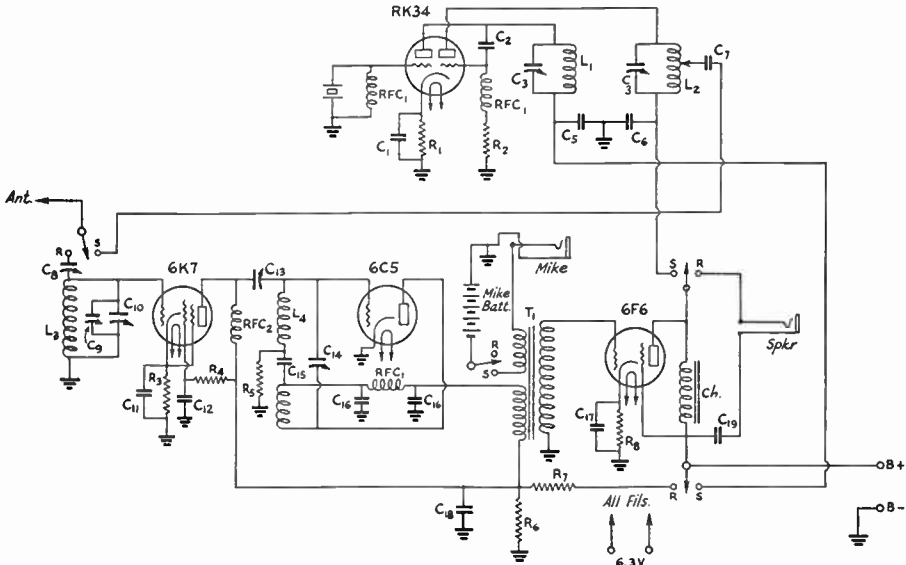 RK34
C2
C7
RFC1
RFC1
C3
L1
C3
L2
C1
R1
R2
C5
C6
Ant.
R
S
C8
6K7
C13
6C5
Mike
Mike Batt.
R
S
T1
6F6
S
R
Spkr
L3
C9
C10
RFC2
L4
C14
C15
RFC1
R3
R4
R5
C16
C16
C11
C12
C17
R8
Ch.
C19
R7
R
S
B+
C18
R6
All Fils.
6.3V
B-